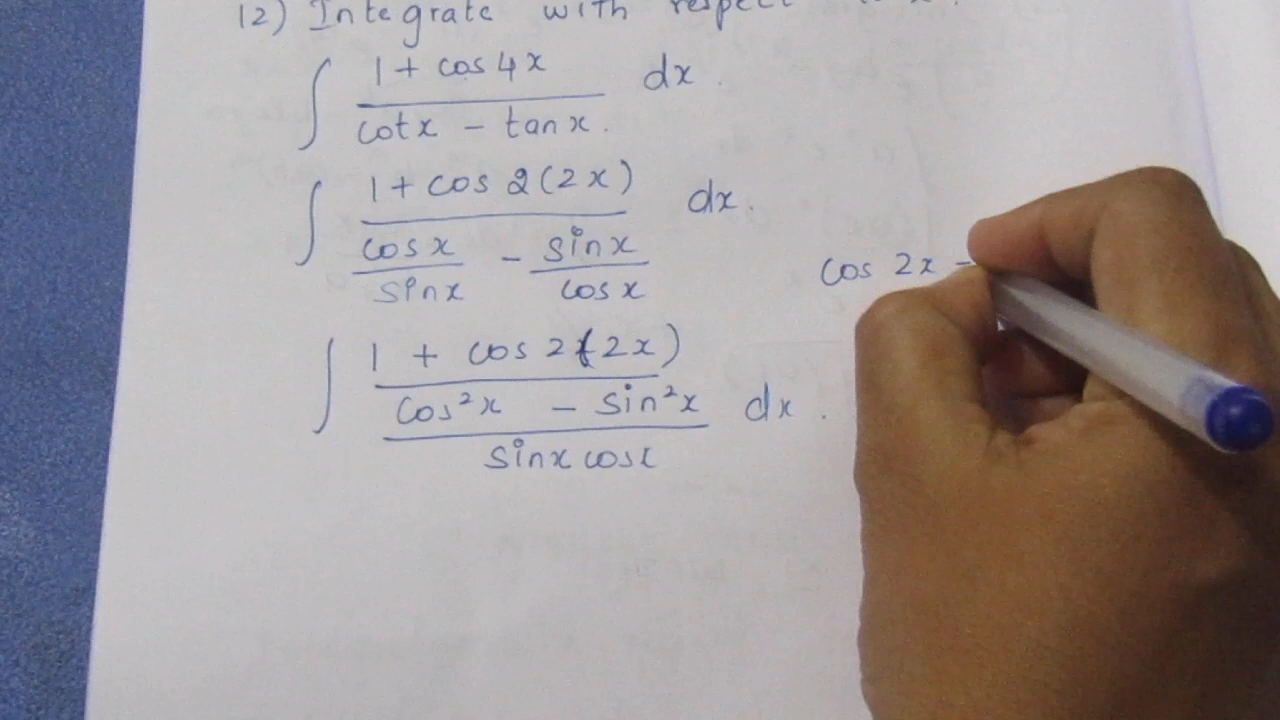 12) Integrate with respect
∫ (1 + cos 4x)/(cot x - tan x) dx.
∫ (1 + cos 2(2x))/(cos x/sin x - sin x/cos x) dx.
cos 2x -
∫ (1 + cos 2(2x))/((cos²x - sin²x)/(sin x cos x)) dx.